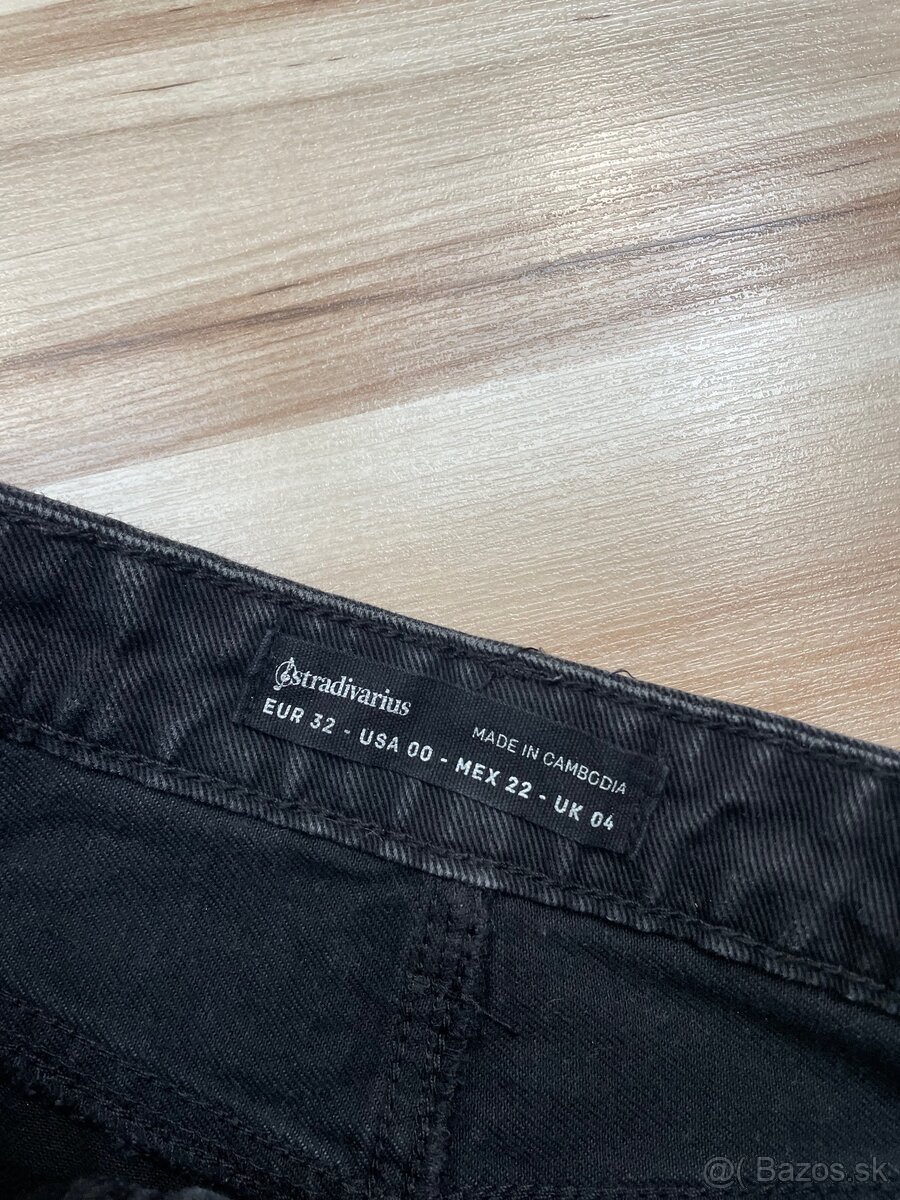 stradivarius
MADE IN CAMBODIA
EUR 32 - USA 00 - MEX 22 - UK 04
@( Bazos.sk